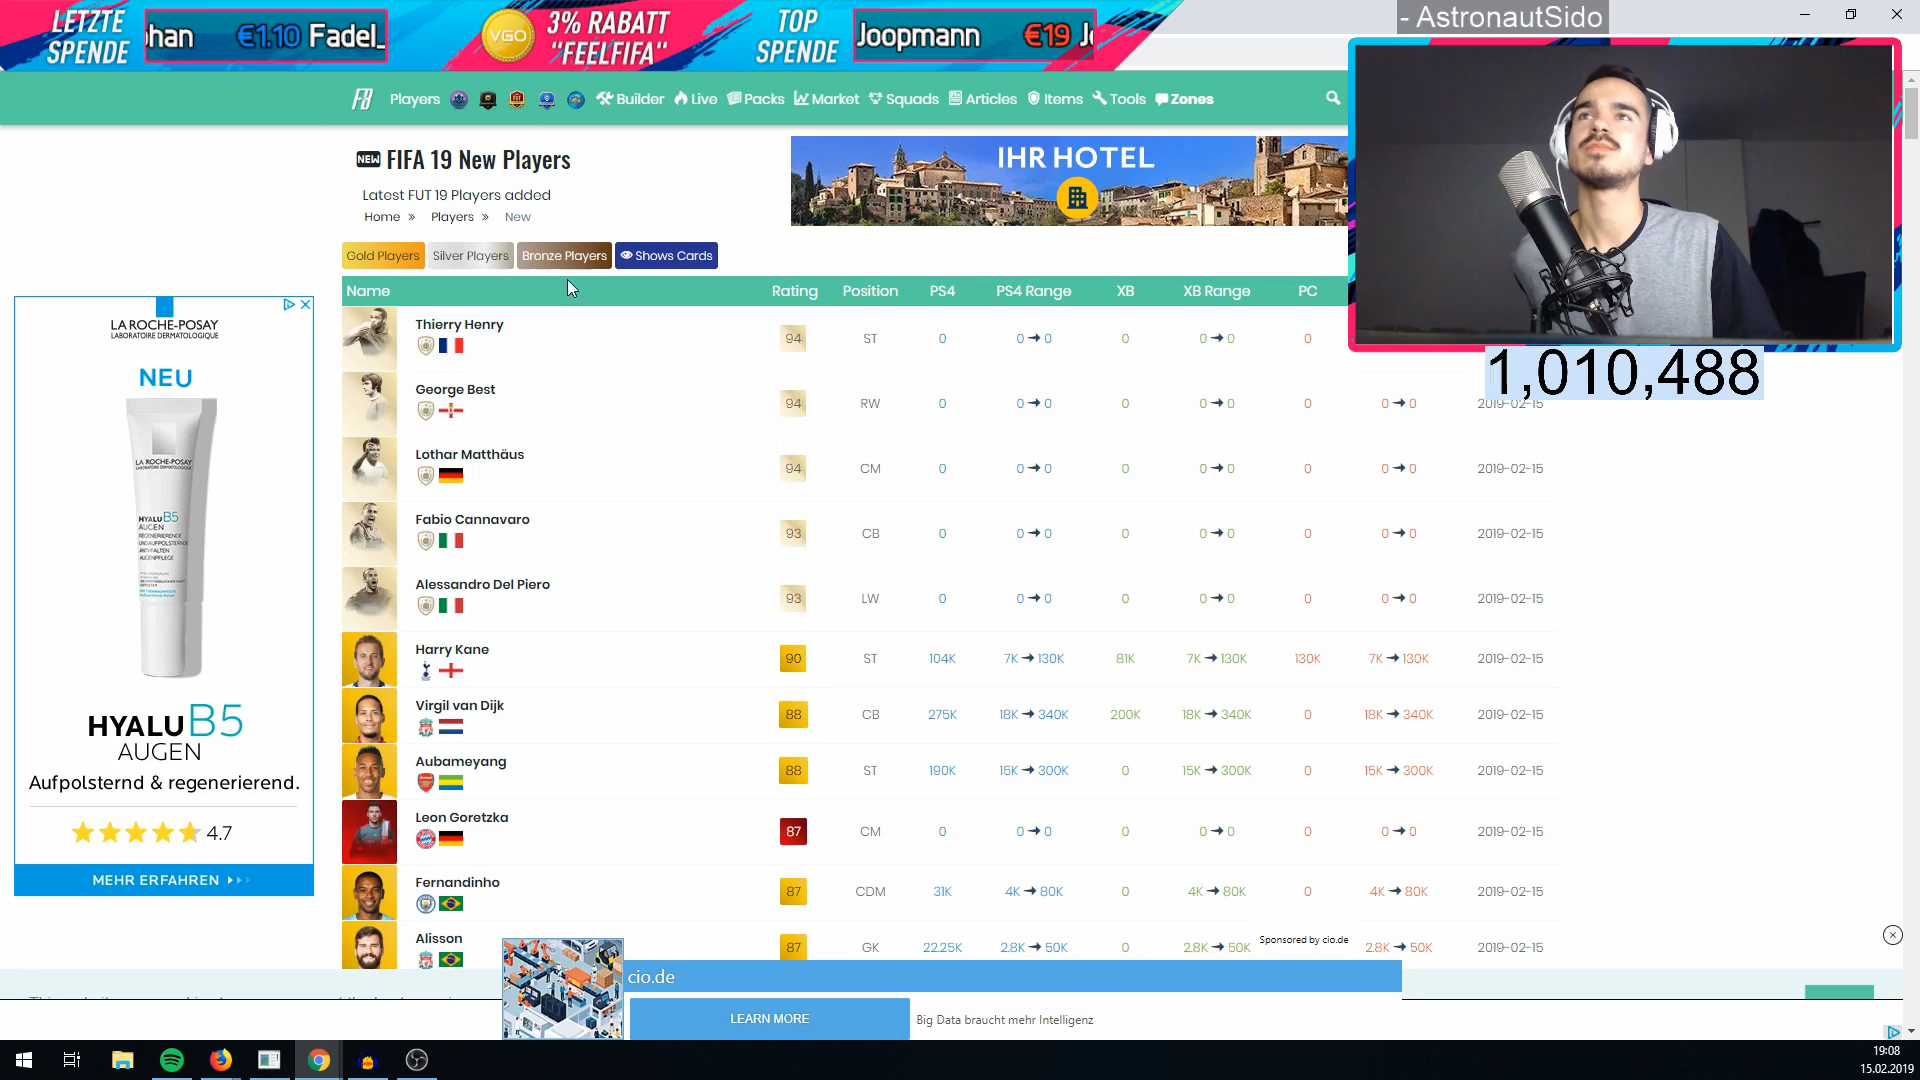 LETZTE
SPENDE
han €1.10 Fadel_
VGO
3% RABATT
"FEELFIFA"
TOP
SPENDE
Joopmann €19 Jo
- AstronautSido
FB Players Builder Live Packs Market Squads Articles Items Tools Zones
NEW FIFA 19 New Players
Latest FUT 19 Players added
Home » Players » New
IHR HOTEL
Gold Players Silver Players Bronze Players Shows Cards
Name Rating Position PS4 PS4 Range XB XB Range PC
1,010,488
Thierry Henry
94 ST 0 0 → 0 0 0 → 0 0
George Best
94 RW 0 0 → 0 0 0 → 0 0 0 → 0 2019-02-15
Lothar Matthäus
94 CM 0 0 → 0 0 0 → 0 0 0 → 0 2019-02-15
Fabio Cannavaro
93 CB 0 0 → 0 0 0 → 0 0 0 → 0 2019-02-15
Alessandro Del Piero
93 LW 0 0 → 0 0 0 → 0 0 0 → 0 2019-02-15
Harry Kane
90 ST 104K 7K → 130K 81K 7K → 130K 130K 7K → 130K 2019-02-15
Virgil van Dijk
88 CB 275K 18K → 340K 200K 18K → 340K 0 18K → 340K 2019-02-15
Aubameyang
88 ST 190K 15K → 300K 0 15K → 300K 0 15K → 300K 2019-02-15
Leon Goretzka
87 CM 0 0 → 0 0 0 → 0 0 0 → 0 2019-02-15
Fernandinho
87 CDM 31K 4K → 80K 0 4K → 80K 0 4K → 80K 2019-02-15
Alisson
87 GK 22.25K 2.8K → 50K 0 2.8K → 50K 2.8K → 50K 2019-02-15
Sponsored by cio.de
LA ROCHE-POSAY
LABORATOIRE DERMATOLOGIQUE
NEU
LA ROCHE-POSAY
HYALU B5
AUGEN
HYALU B5
AUGEN
Aufpolsternd & regenerierend.
4.7
MEHR ERFAHREN
cio.de
LEARN MORE
Big Data braucht mehr Intelligenz
19:08
15.02.2019